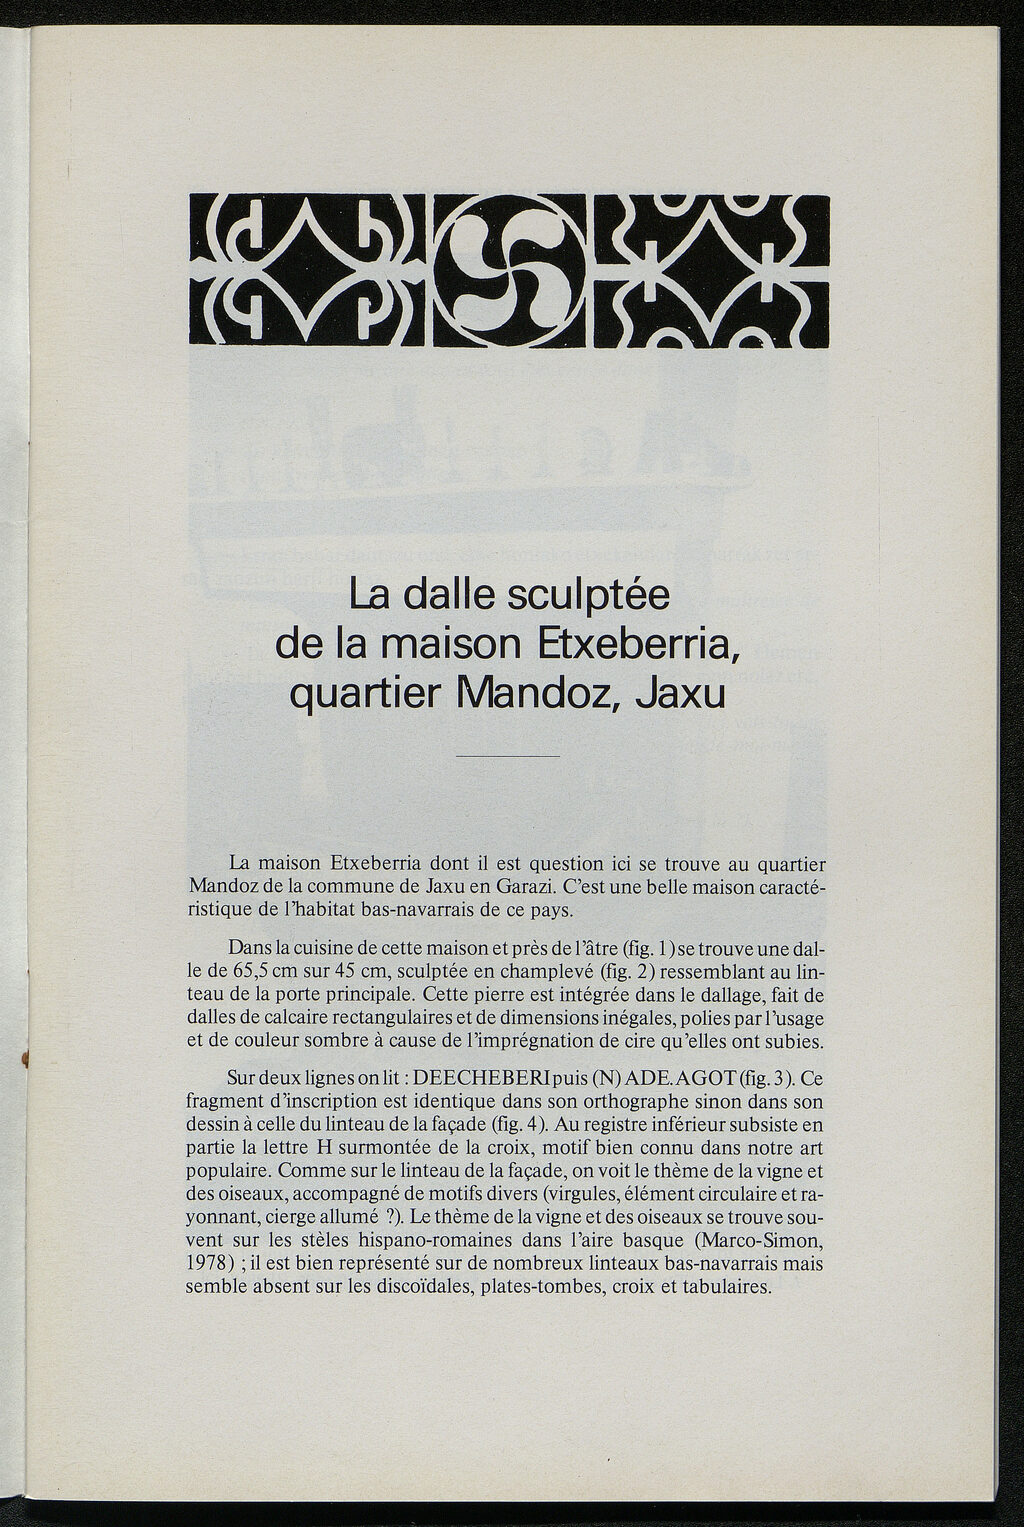 La dalle sculptée
de la maison Etxeberria,
quartier Mandoz, Jaxu
La maison Etxeberria dont il est question ici se trouve au quartier
Mandoz de la commune de Jaxu en Garazi. C'est une belle maison caracté-
ristique de l'habitat bas-navarrais de ce pays.
Dans la cuisine de cette maison et près de l'âtre (fig. 1) se trouve une dal-
le de 65,5 cm sur 45 cm, sculptée en champlevé (fig. 2) ressemblant au lin-
teau de la porte principale. Cette pierre est intégrée dans le dallage, fait de
dalles de calcaire rectangulaires et de dimensions inégales, polies par l'usage
et de couleur sombre à cause de l'imprégnation de cire qu'elles ont subies.
Sur deux lignes on lit : DEECHEBERI puis (N) ADE.AGOT (fig. 3). Ce
fragment d'inscription est identique dans son orthographe sinon dans son
dessin à celle du linteau de la façade (fig. 4). Au registre inférieur subsiste en
partie la lettre H surmontée de la croix, motif bien connu dans notre art
populaire. Comme sur le linteau de la façade, on voit le thème de la vigne et
des oiseaux, accompagné de motifs divers (virgules, élément circulaire et ra-
yonnant, cierge allumé ?). Le thème de la vigne et des oiseaux se trouve sou-
vent sur les stèles hispano-romaines dans l'aire basque (Marco-Simon,
1978) ; il est bien représenté sur de nombreux linteaux bas-navarrais mais
semble absent sur les discoïdales, plates-tombes, croix et tabulaires.